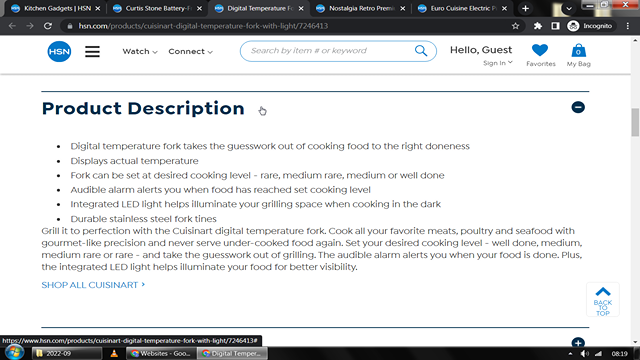 Kitchen Gadgets | HSN
Curtis Stone Battery-F
Digital Temperature Fo
Nostalgia Retro Premi
Euro Cuisine Electric P
hsn.com/products/cuisinart-digital-temperature-fork-with-light/7246413
Incognito
HSN
Watch
Connect
Search by item # or keyword
Hello, Guest
Sign In
Favorites
0
My Bag
Product Description
• Digital temperature fork takes the guesswork out of cooking food to the right doneness
• Displays actual temperature
• Fork can be set at desired cooking level - rare, medium rare, medium or well done
• Audible alarm alerts you when food has reached set cooking level
• Integrated LED light helps illuminate your grilling space when cooking in the dark
• Durable stainless steel fork tines
Grill it to perfection with the Cuisinart digital temperature fork. Cook all your favorite meats, poultry and seafood with
gourmet-like precision and never serve under-cooked food again. Set your desired cooking level - well done, medium,
medium rare or rare - and take the guesswork out of grilling. The audible alarm alerts you when your food is done. Plus,
the integrated LED light helps illuminate your food for better visibility.
SHOP ALL CUISINART >
BACK
TO
TOP
https://www.hsn.com/products/cuisinart-digital-temperature-fork-with-light/7246413#
2022-09
Websites - Goo...
Digital Temper...
08:19